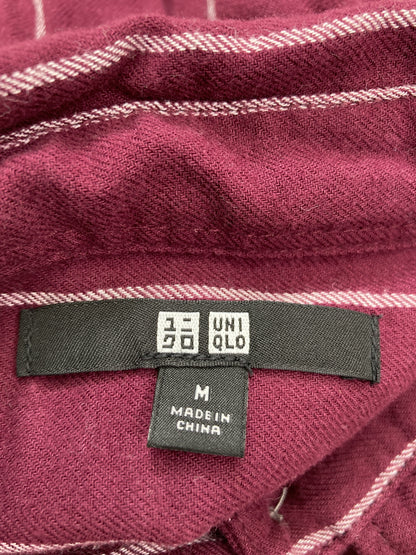 ユニ UNI
クロ QLO
M
MADE IN
CHINA